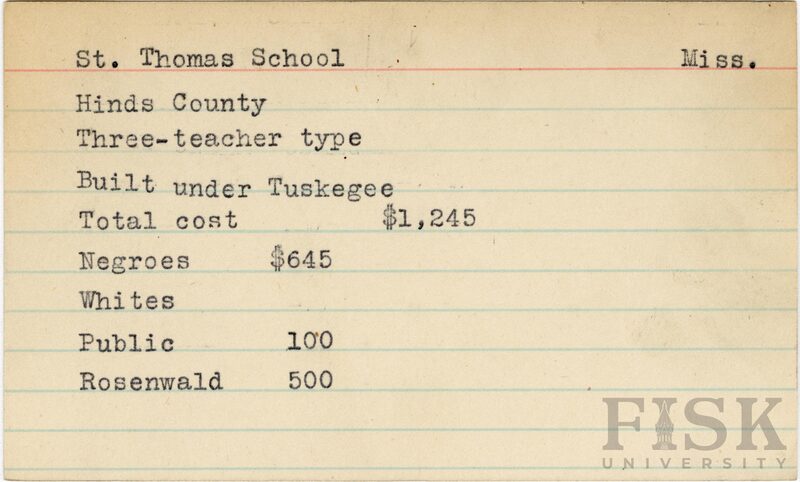 St. Thomas School Miss.
Hinds County
Three-teacher type
Built under Tuskegee
Total cost $1,245
Negroes $645
Whites
Public 100
Rosenwald 500
FISK
UNIVERSITY